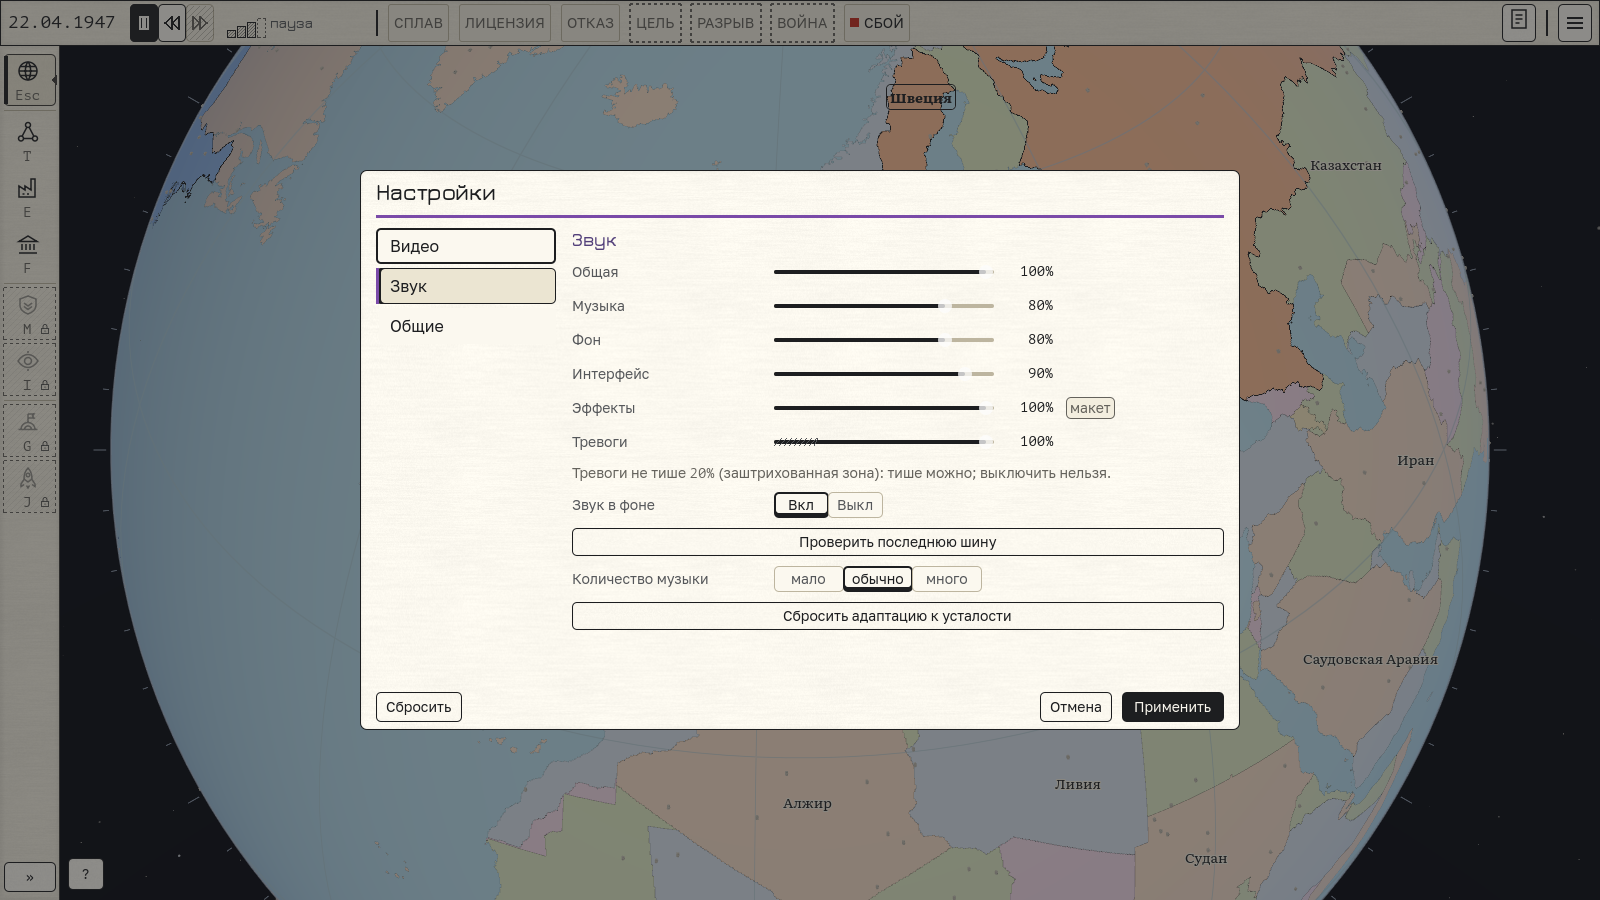 22.04.1947 пауза СПЛАВ ЛИЦЕНЗИЯ ОТКАЗ ЦЕЛЬ РАЗРЫВ ВОЙНА СБОЙ
Esc
T
E
F
M
I
G
J
»
?
Швеция
Казахстан
Иран
Саудовская Аравия
Ливия
Алжир
Судан
Настройки
Видео
Звук
Общие
Звук
Общая 100%
Музыка 80%
Фон 80%
Интерфейс 90%
Эффекты 100% макет
Тревоги 100%
Тревоги не тише 20% (заштрихованная зона): тише можно; выключить нельзя.
Звук в фоне Вкл Выкл
Проверить последнюю шину
Количество музыки мало обычно много
Сбросить адаптацию к усталости
Сбросить Отмена Применить